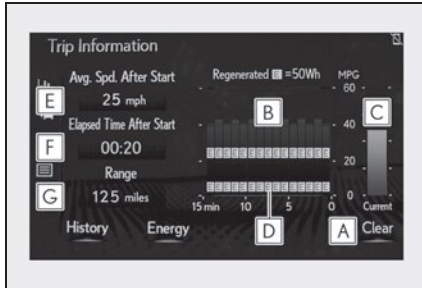 Trip Information
Avg. Spd. After Start
E
25 mph
Elapsed Time After Start
F
00:20
Range
G
125 miles
History
Energy
Regenerated E =50Wh
MPG
60
B
C
40
E E E E E E E E E E E E E E E
20
E E E E E E E E E E E E E E E
0
15 min
10
5
0
Current
D
A
Clear